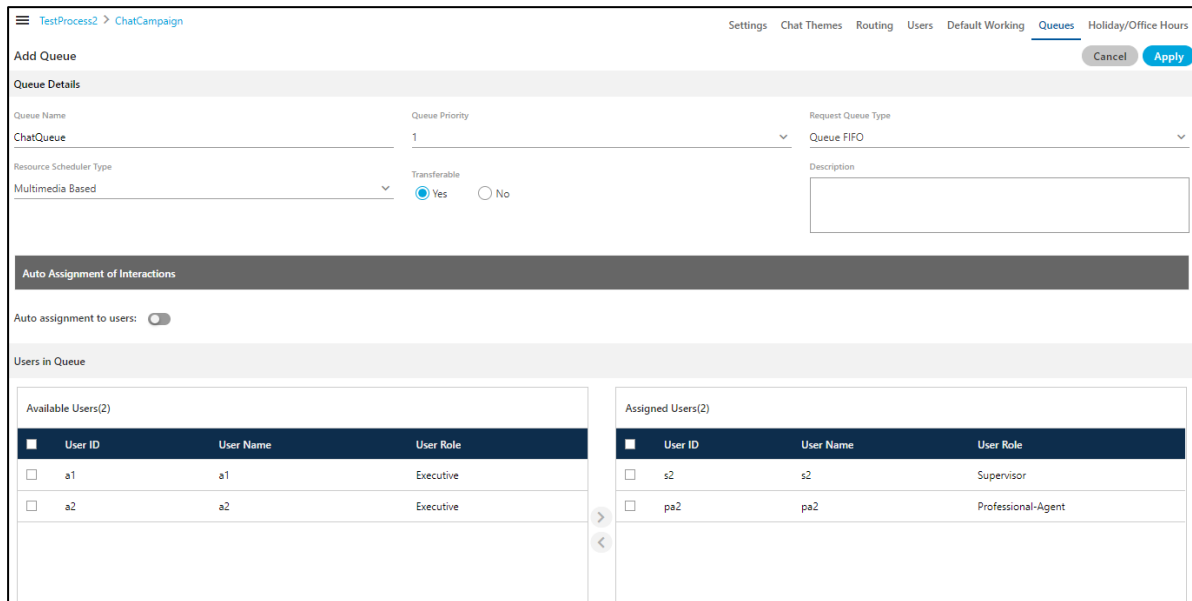 TestProcess2 > ChatCampaign
Settings Chat Themes Routing Users Default Working Queues Holiday/Office Hours
Add Queue
Cancel Apply
Queue Details
Queue Name Queue Priority Request Queue Type
ChatQueue 1 Queue FIFO
Resource Scheduler Type Transferable Description
Multimedia Based Yes No
Auto Assignment of Interactions
Auto assignment to users:
Users in Queue
Available Users(2) Assigned Users(2)
User ID User Name User Role User ID User Name User Role
a1 a1 Executive s2 s2 Supervisor
a2 a2 Executive pa2 pa2 Professional-Agent